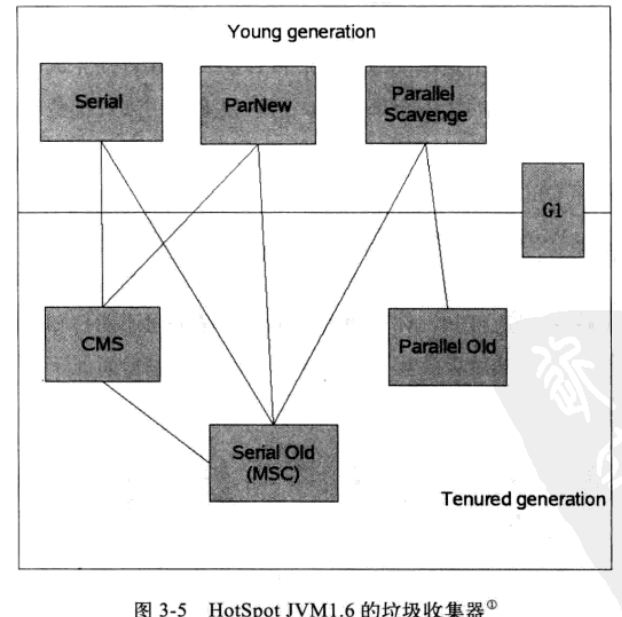 Young generation
Serial
ParNew
Parallel
Scavenge
G1
CMS
Parallel Old
Serial Old
(MSC)
Tenured generation
图 3-5 HotSpot JVM1.6 的垃圾收集器①